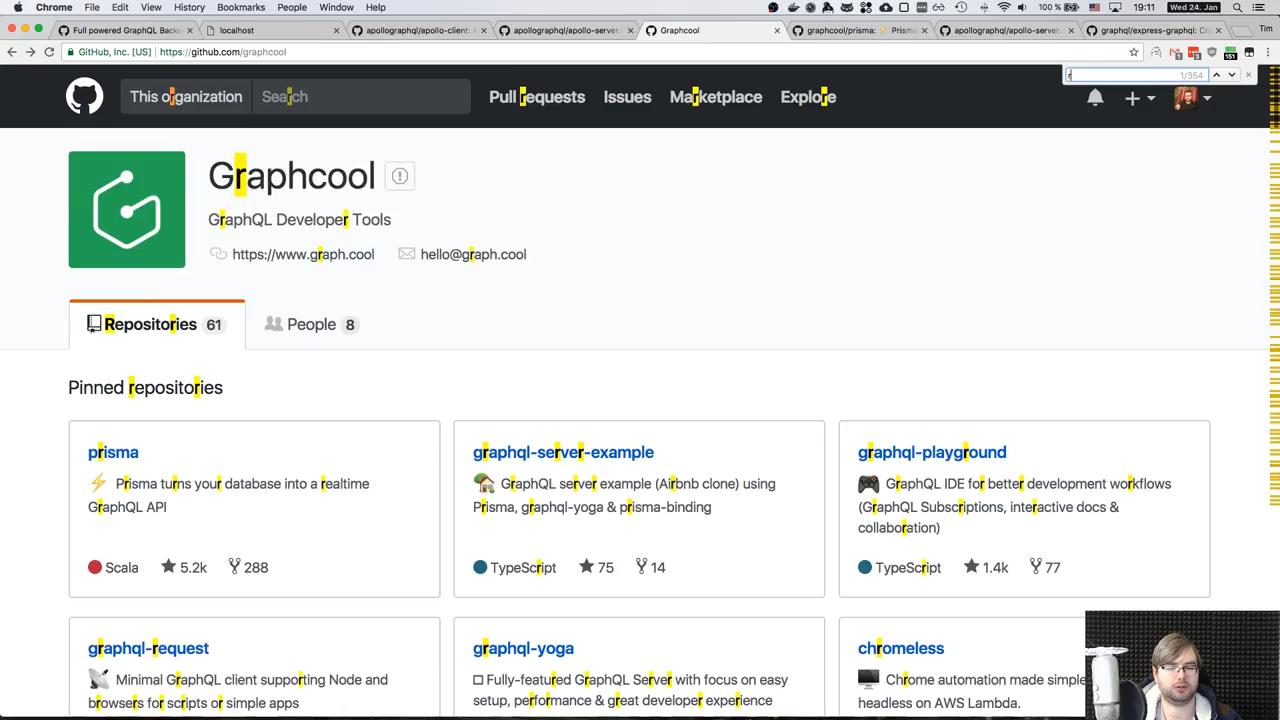 Chrome File Edit View History Bookmarks People Window Help 19:11 Wed 24. Jan
Full powered GraphQL Back localhost apollographql/apollo-client: A apollographql/apollo-server: Graphcool graphcool/prisma: Prisma apollographql/apollo-server: graphql/express-graphql: Cre Tim
GitHub, Inc. [US] https://github.com/graphcool
r 1/354
This organization Search Pull requests Issues Marketplace Explore
Graphcool
GraphQL Developer Tools
https://www.graph.cool hello@graph.cool
Repositories 61 People 8
Pinned repositories
prisma
⚡ Prisma turns your database into a realtime
GraphQL API
Scala 5.2k 288
graphql-server-example
🏡 GraphQL server example (Airbnb clone) using
Prisma, graphql-yoga & prisma-binding
TypeScript 75 14
graphql-playground
🎮 GraphQL IDE for better development workflows
(GraphQL Subscriptions, interactive docs &
collaboration)
TypeScript 1.4k 77
graphql-request
📡 Minimal GraphQL client supporting Node and
browsers for scripts or simple apps
graphql-yoga
Fully-featured GraphQL Server with focus on easy
setup, performance & great developer experience
chromeless
🖥 Chrome automation made simple
headless on AWS Lambda.